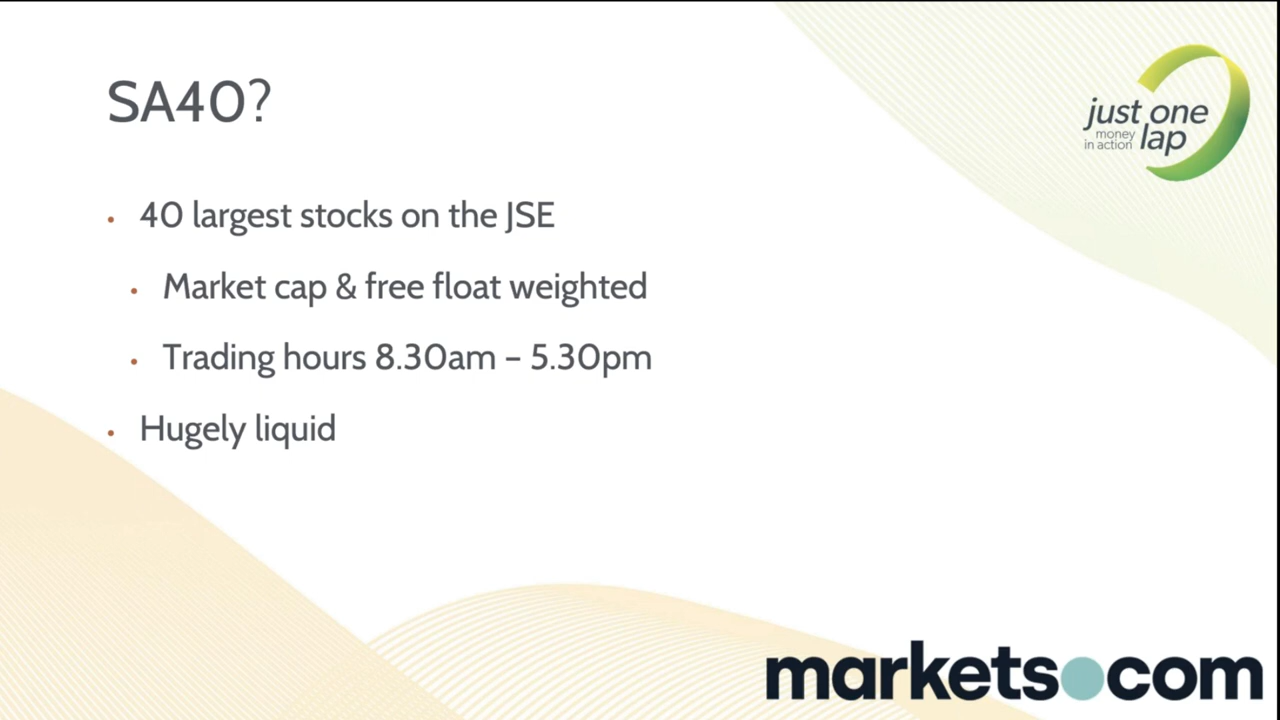 SA40?
just one
money
in action lap
• 40 largest stocks on the JSE
• Market cap & free float weighted
• Trading hours 8.30am – 5.30pm
• Hugely liquid
markets.com